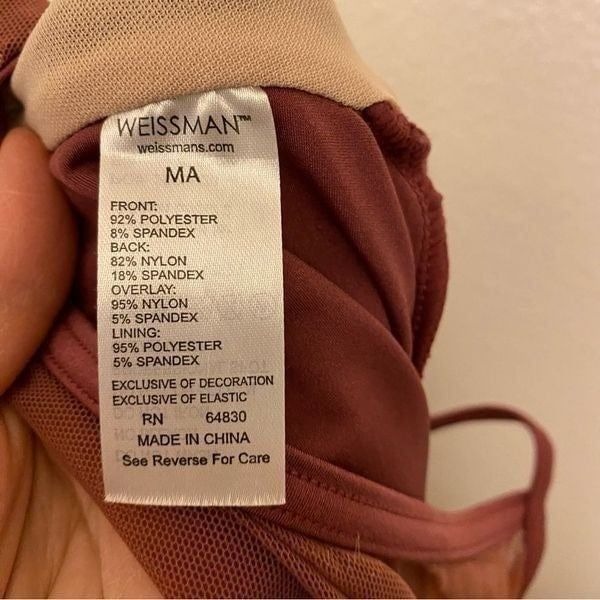 WEISSMAN™
weissmans.com
MA
FRONT:
92% POLYESTER
8% SPANDEX
BACK:
82% NYLON
18% SPANDEX
OVERLAY:
95% NYLON
5% SPANDEX
LINING:
95% POLYESTER
5% SPANDEX
EXCLUSIVE OF DECORATION
EXCLUSIVE OF ELASTIC
RN 64830
MADE IN CHINA
See Reverse For Care